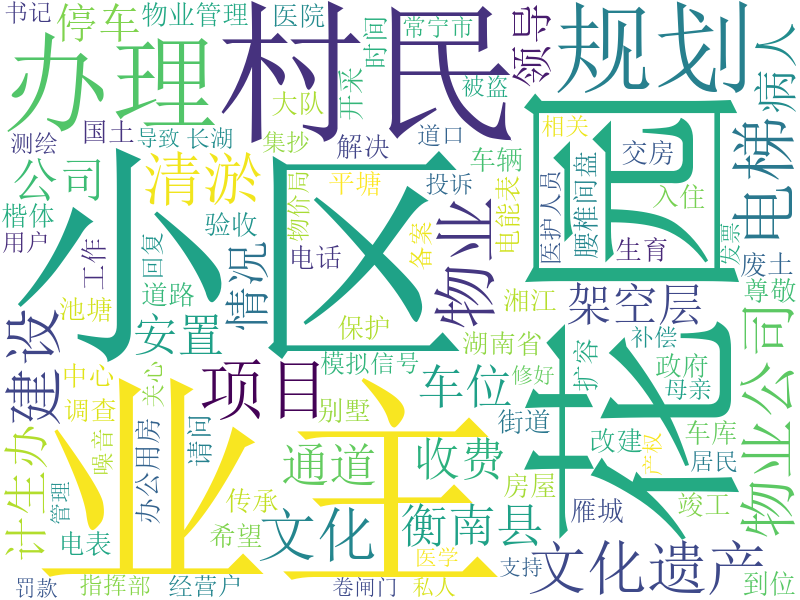 书记
停车
物业管理
医院
时间
常宁市
领导
规划
病人
办理
村民
开采
被盗
大队
测绘
国土
导致
长湖
集抄
解决
道口
相关
交房
电梯
公司
清淤
平塘
投诉
车辆
花园
楷体
用户
小区
验收
物价局
电话
备案
物业
电能表
医护人员
腰椎间盘
入住
生育
发票
废土
工作
回复
情况
池塘
道路
安置
保护
湘江
架空层
尊敬
建设
模拟信号
湖南省
扩容
补偿
政府
物业公司
中心
关心
项目
车位
修好
母亲
调查
别墅
街道
改建
车库
计生办
噪音
办公用房
请问
业主
通道
收费
房屋
产权
居民
管理
传承
文化
衡南县
雁城
竣工
电表
希望
医学
支持
文化遗产
罚款
指挥部
经营户
卷闸门
私人
到位